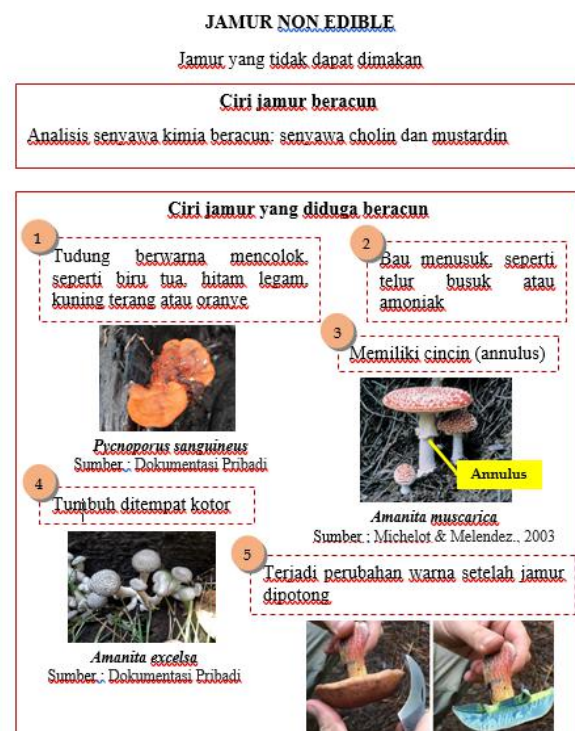 JAMUR NON EDIBLE
Jamur yang tidak dapat dimakan
Ciri jamur beracun
Analisis senyawa kimia beracun: senyawa cholin dan mustardin
Ciri jamur yang diduga beracun
1
Tudung berwarna mencolok,
seperti biru tua, hitam legam,
kuning terang atau oranye
2
Bau menusuk, seperti
telur busuk atau
amoniak
3
Memiliki cincin (annulus)
Pycnoporus sanguineus
Sumber : Dokumentasi Pribadi
Annulus
Amanita muscarica
Sumber : Michelot & Melendez., 2003
4
Tumbuh ditempat kotor
Amanita excelsa
Sumber : Dokumentasi Pribadi
5
Terjadi perubahan warna setelah jamur
dipotong